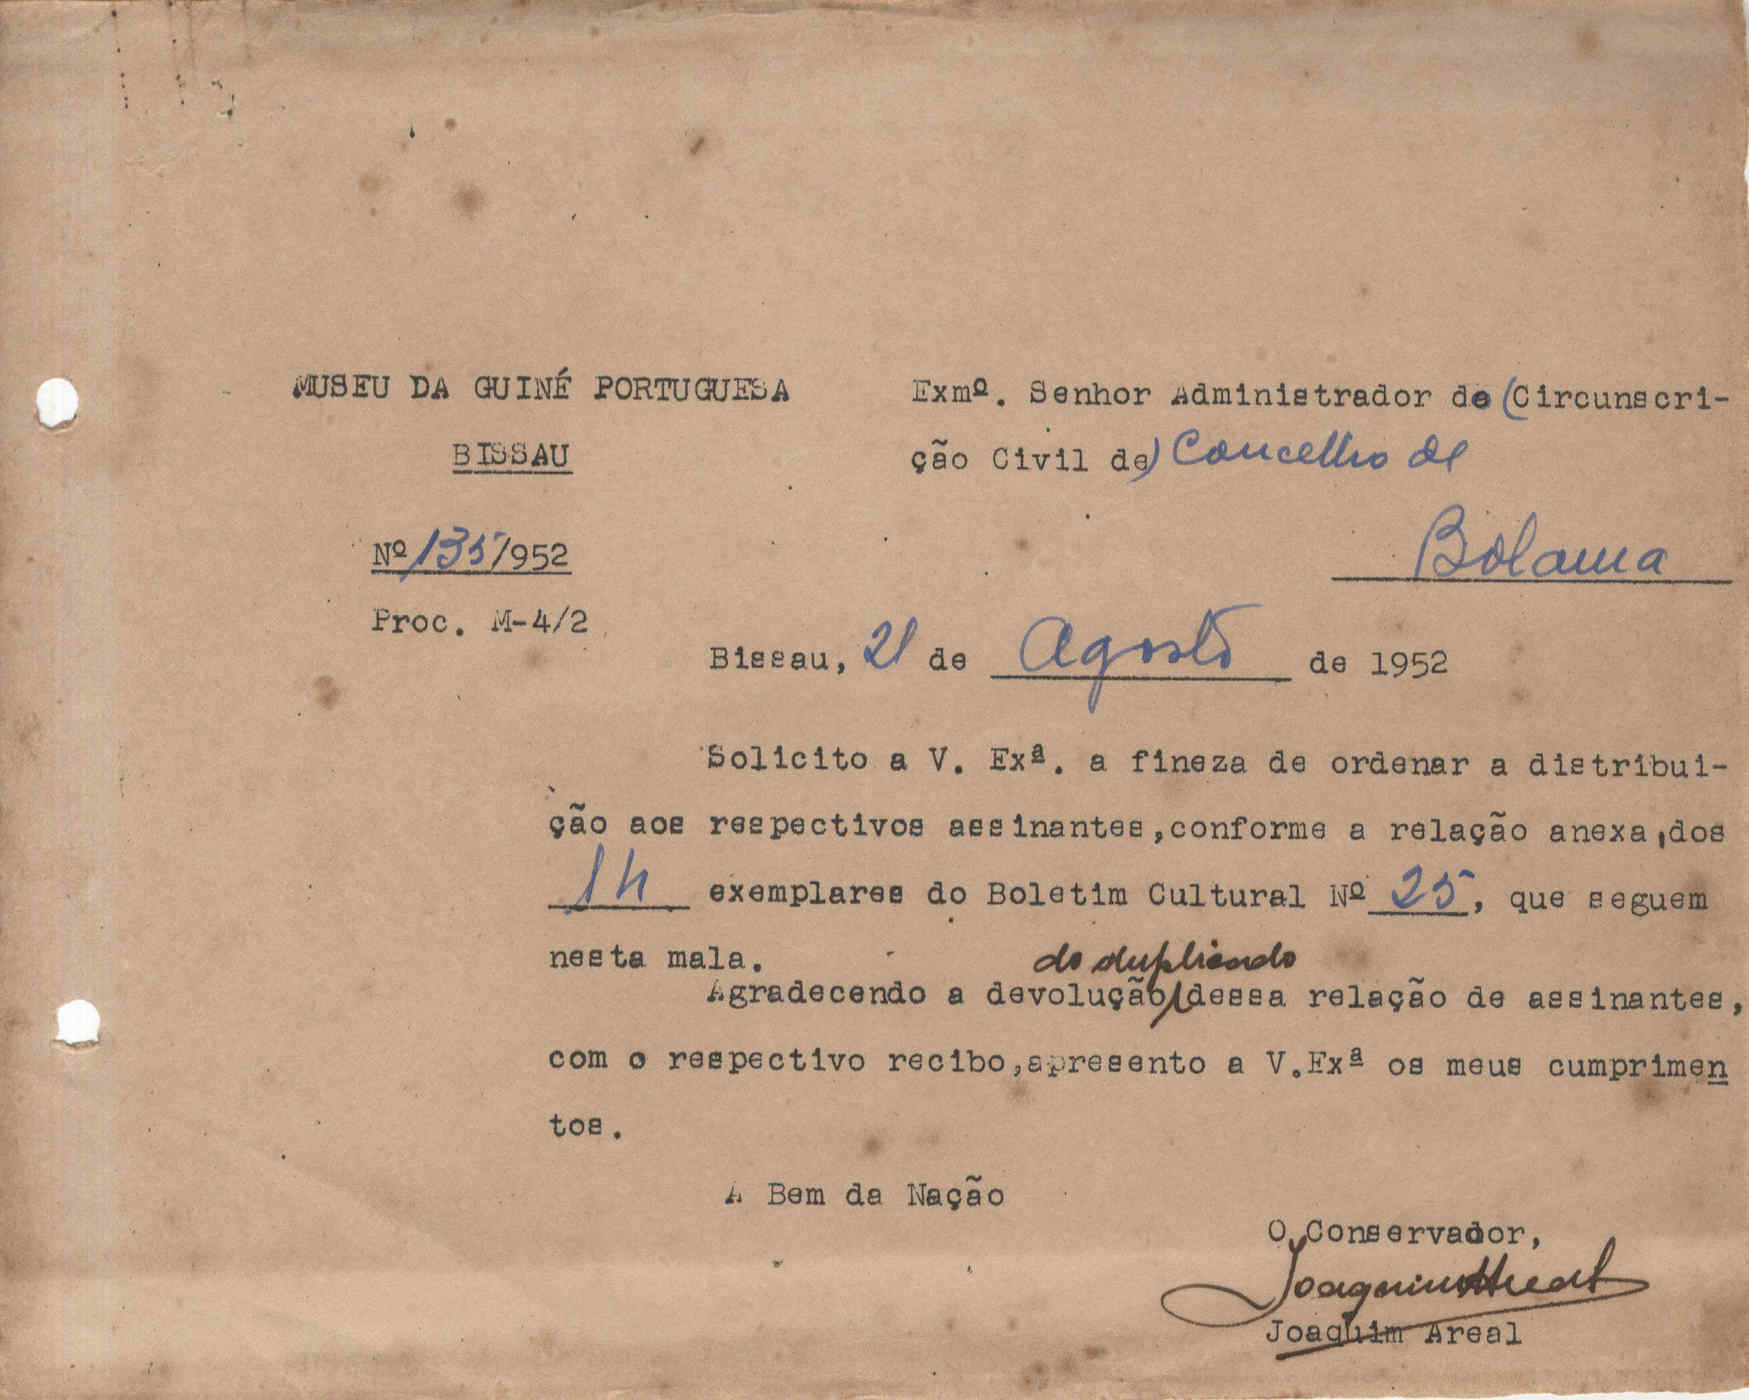 MUSEU DA GUINÉ PORTUGUESA
BISSAU
Nº 135/952
Proc. M-4/2
Exmº. Senhor Administrador de (Circunscri-
ção Civil de) Concelho de
Bolama
Bissau, 21 de Agosto de 1952
Solicito a V. Exª. a fineza de ordenar a distribui-
ção aos respectivos assinantes,conforme a relação anexa,dos
14 exemplares do Boletim Cultural Nº 25, que seguem
nesta mala.
do duplicado
Agradecendo a devolução dessa relação de assinantes,
com o respectivo recibo,apresento a V.Exª os meus cumprimen
tos.
A Bem da Nação
O Conservador,
Joaquim Areal
Joaquim Areal